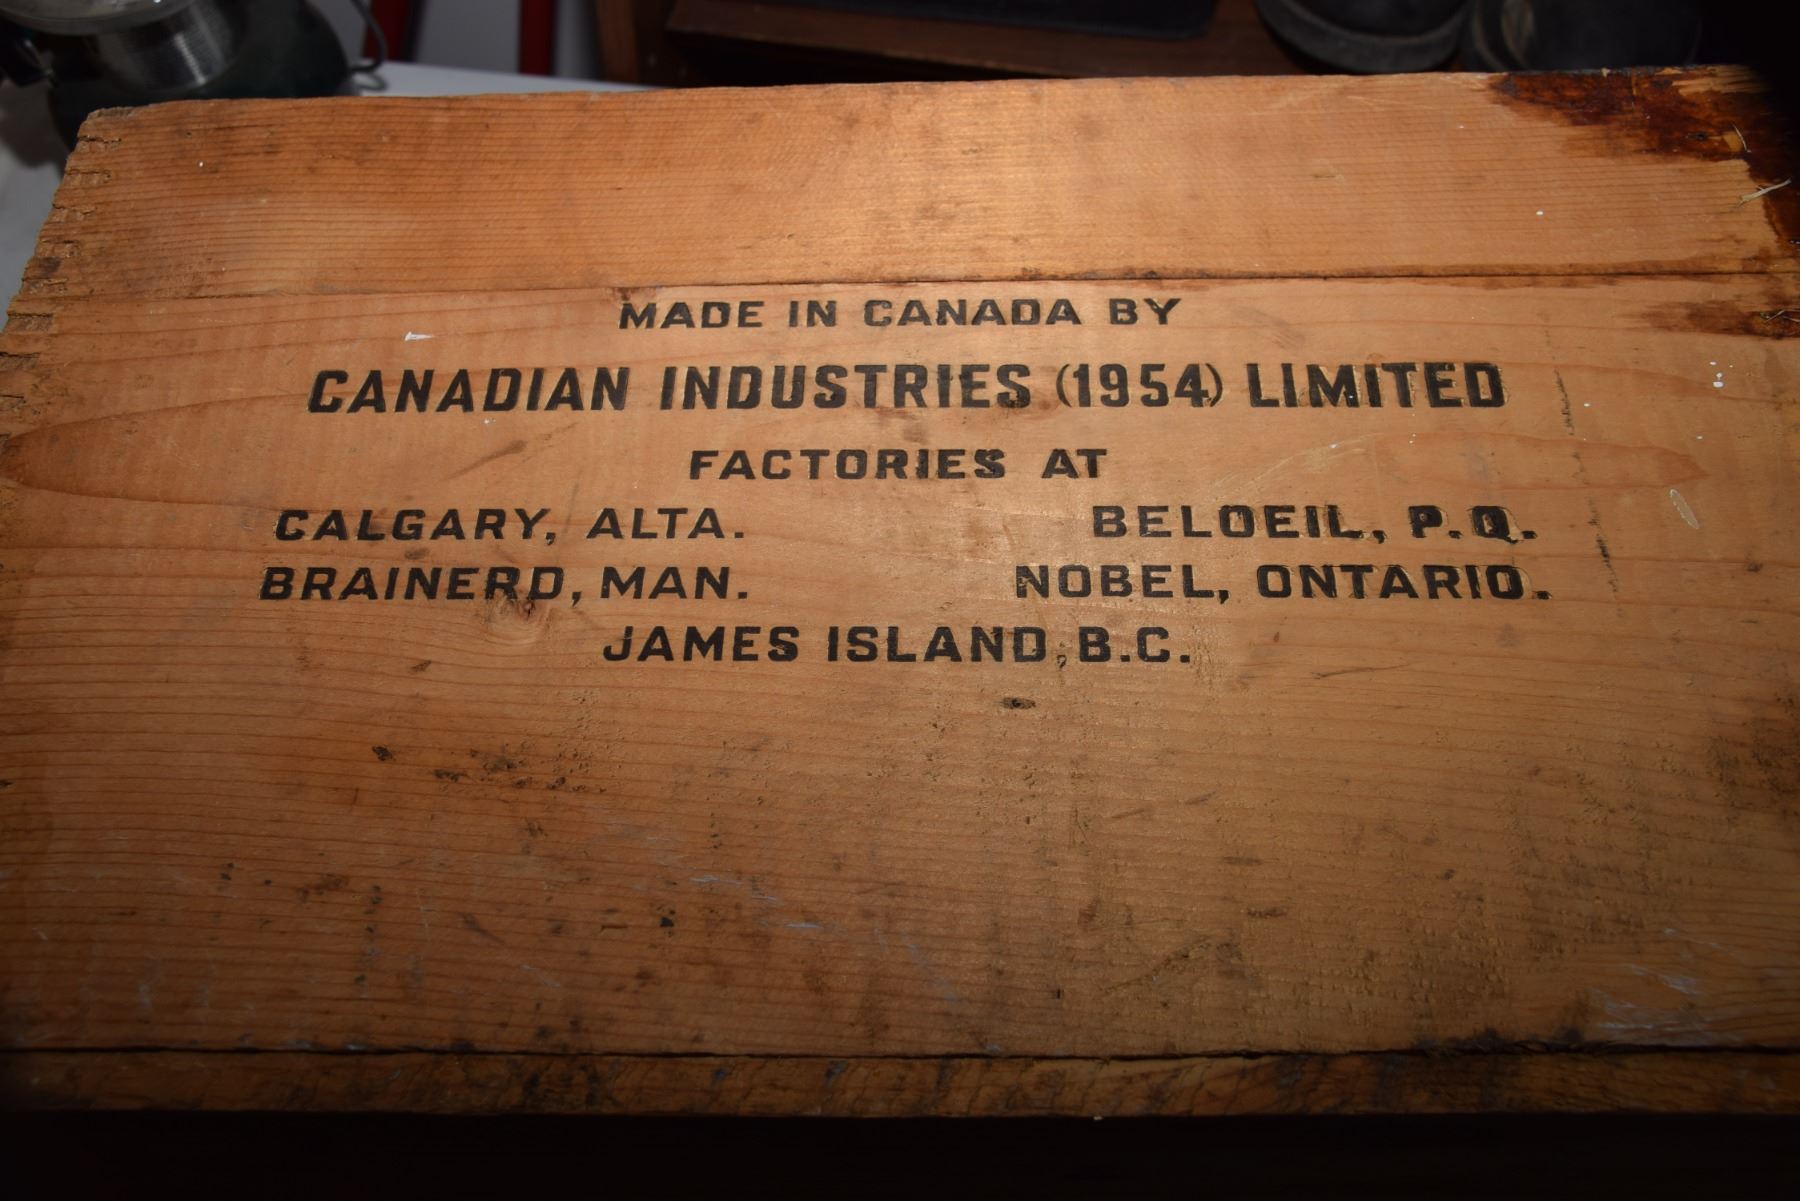 MADE IN CANADA BY
CANADIAN INDUSTRIES (1954) LIMITED
FACTORIES AT
CALGARY, ALTA. BELOEIL, P.Q.
BRAINERD, MAN. NOBEL, ONTARIO.
JAMES ISLAND, B.C.